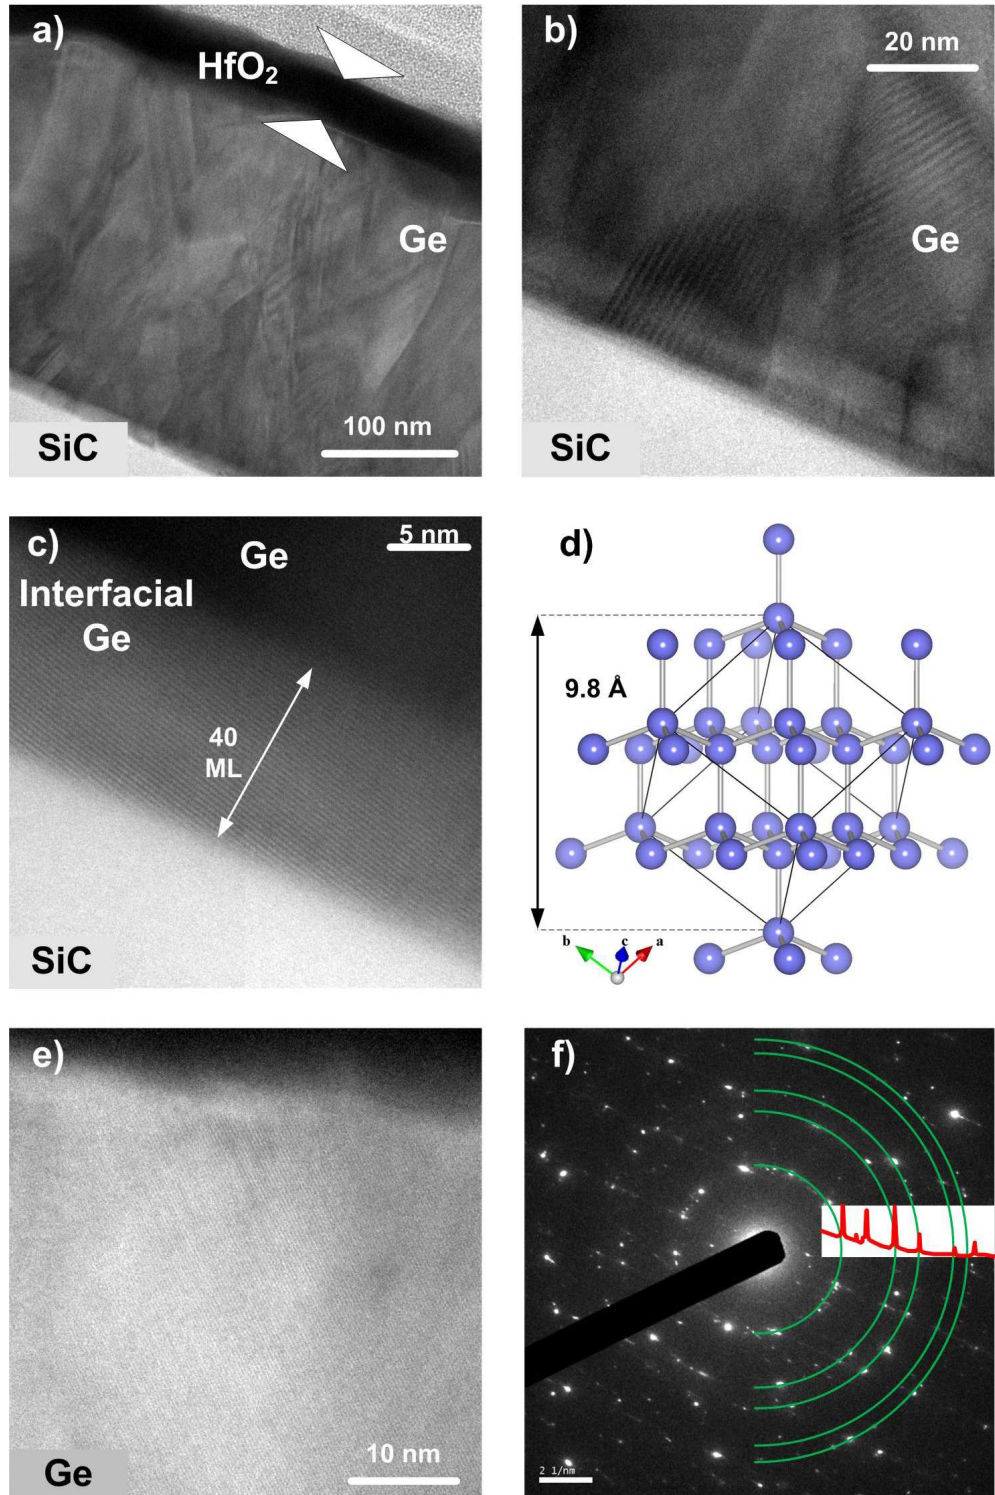 a)
HfO₂
Ge
100 nm
SiC
b)
20 nm
Ge
SiC
c)
5 nm
Ge
Interfacial
Ge
40
ML
SiC
d)
9.8 Å
b
c
a
e)
Ge
10 nm
f)
2 1/nm